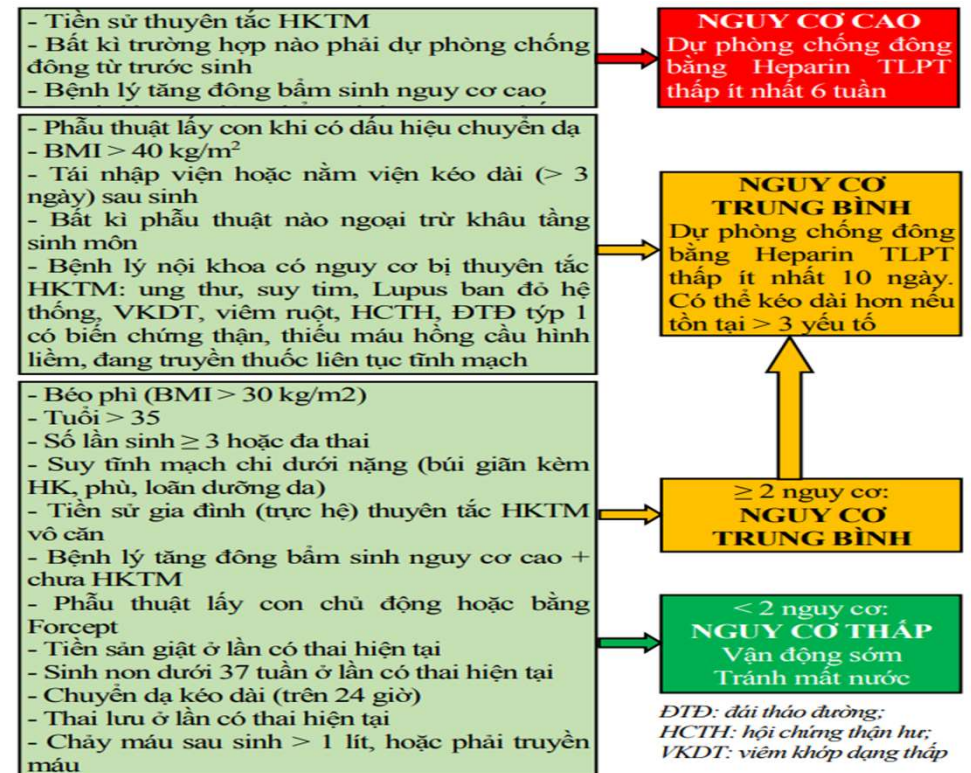 - Tiền sử thuyên tắc HKTM
- Bất kì trường hợp nào phải dự phòng chống
đông từ trước sinh
- Bệnh lý tăng đông bẩm sinh nguy cơ cao
NGUY CƠ CAO
Dự phòng chống đông
bằng Heparin TLPT
thấp ít nhất 6 tuần
- Phẫu thuật lấy con khi có dấu hiệu chuyển dạ
- BMI > 40 kg/m²
- Tái nhập viện hoặc nằm viện kéo dài (> 3
ngày) sau sinh
- Bất kì phẫu thuật nào ngoại trừ khâu tầng
sinh môn
- Bệnh lý nội khoa có nguy cơ bị thuyên tắc
HKTM: ung thư, suy tim, Lupus ban đỏ hệ
thống, VKDT, viêm ruột, HCTH, ĐTĐ týp 1
có biến chứng thận, thiếu máu hồng cầu hình
liềm, đang truyền thuốc liên tục tĩnh mạch
NGUY CƠ
TRUNG BÌNH
Dự phòng chống đông
bằng Heparin TLPT
thấp ít nhất 10 ngày.
Có thể kéo dài hơn nếu
tồn tại > 3 yếu tố
- Béo phì (BMI > 30 kg/m2)
- Tuổi > 35
- Số lần sinh ≥ 3 hoặc đa thai
- Suy tĩnh mạch chi dưới nặng (búi giãn kèm
HK, phù, loãn dưỡng da)
- Tiền sử gia đình (trực hệ) thuyên tắc HKTM
vô căn
- Bệnh lý tăng đông bẩm sinh nguy cơ cao +
chưa HKTM
- Phẫu thuật lấy con chủ động hoặc bằng
Forcept
- Tiền sản giật ở lần có thai hiện tại
- Sinh non dưới 37 tuần ở lần có thai hiện tại
- Chuyển dạ kéo dài (trên 24 giờ)
- Thai lưu ở lần có thai hiện tại
- Chảy máu sau sinh > 1 lít, hoặc phải truyền
máu
≥ 2 nguy cơ:
NGUY CƠ
TRUNG BÌNH
< 2 nguy cơ:
NGUY CƠ THẤP
Vận động sớm
Tránh mất nước
ĐTĐ: đái tháo đường;
HCTH: hội chứng thận hư;
VKDT: viêm khớp dạng thấp